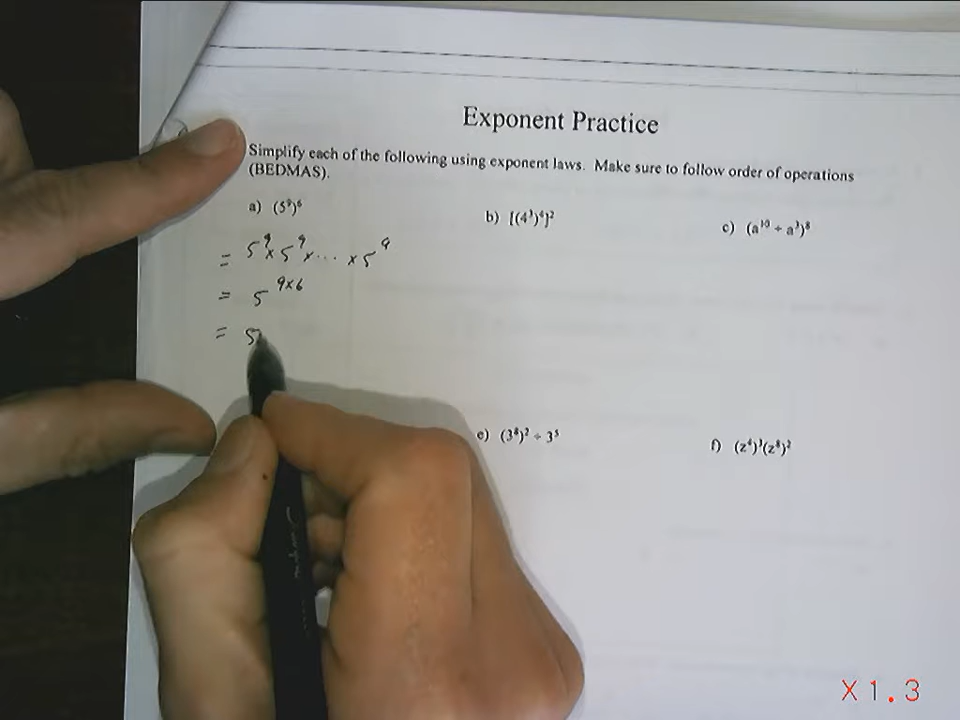 Exponent Practice
Simplify each of the following using exponent laws. Make sure to follow order of operations
(BEDMAS).
a) (5⁹)⁶
b) [(4³)⁴]²
c) (a¹⁰ ÷ a³)⁸
= 5⁹ x 5⁹ x ... x 5⁹
= 5⁹ˣ⁶
= 5
e) (3⁸)² ÷ 3⁵
f) (z⁴)³(z⁸)²
X1.3